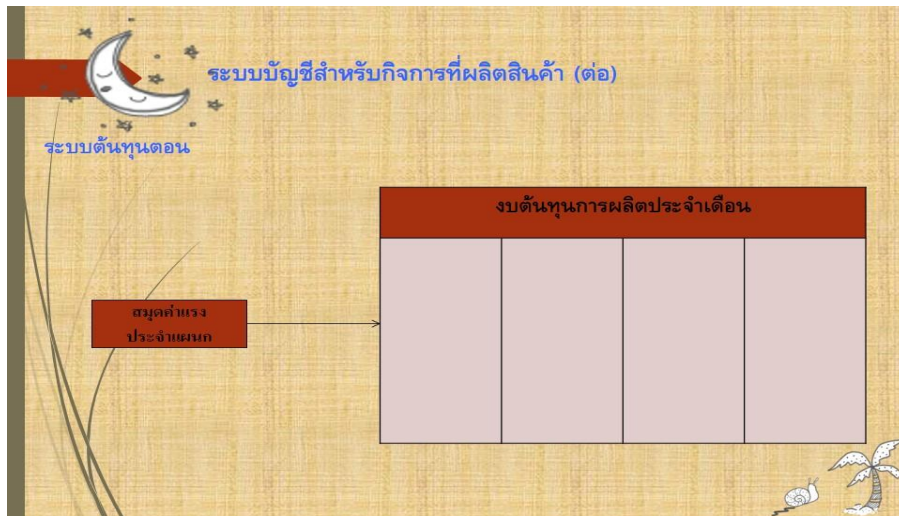 ระบบบัญชีสำหรับกิจการที่ผลิตสินค้า (ต่อ)
ระบบต้นทุนตอน
งบต้นทุนการผลิตประจำเดือน
สมุดค่าแรง
ประจำแผนก